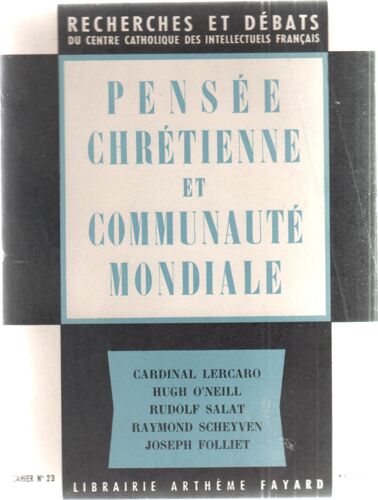 RECHERCHES ET DÉBATS
DU CENTRE CATHOLIQUE DES INTELLECTUELS FRANÇAIS
PENSÉE
CHRÉTIENNE
ET
COMMUNAUTÉ
MONDIALE
CARDINAL LERCARO
HUGH O'NEILL
RUDOLF SALAT
RAYMOND SCHEYVEN
JOSEPH FOLLIET
CAHIER N° 23
LIBRAIRIE ARTHÈME FAYARD